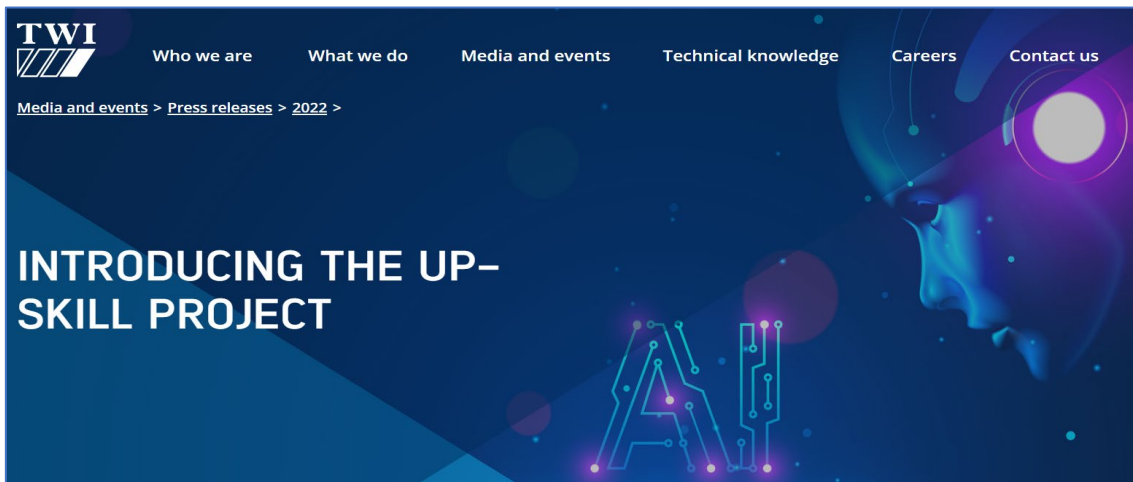 TWI
Who we are What we do Media and events Technical knowledge Careers Contact us
Media and events > Press releases > 2022 >
INTRODUCING THE UP-
SKILL PROJECT
AI